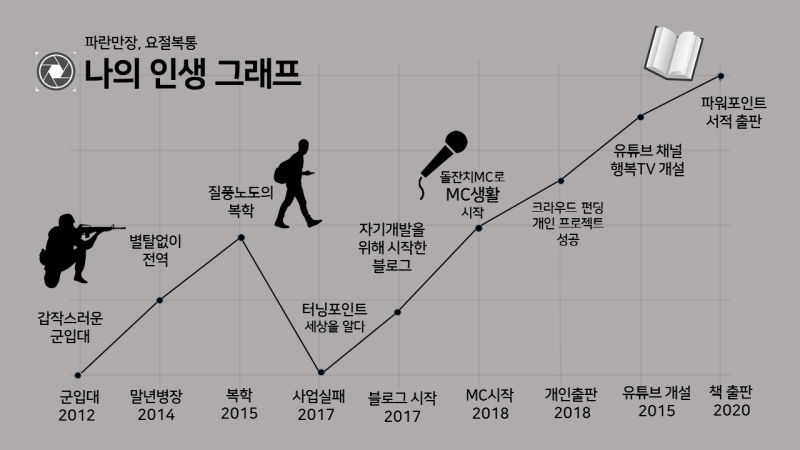 파란만장, 요절복통
나의 인생 그래프
갑작스러운
군입대
별탈없이
전역
질풍노도의
복학
터닝포인트
세상을 알다
자기개발을
위해 시작한
블로그
돌잔치MC로
MC생활
시작
크라우드 펀딩
개인 프로젝트
성공
유튜브 채널
행복TV 개설
파워포인트
서적 출판
군입대
2012
말년병장
2014
복학
2015
사업실패
2017
블로그 시작
2017
MC시작
2018
개인출판
2018
유튜브 개설
2015
책 출판
2020